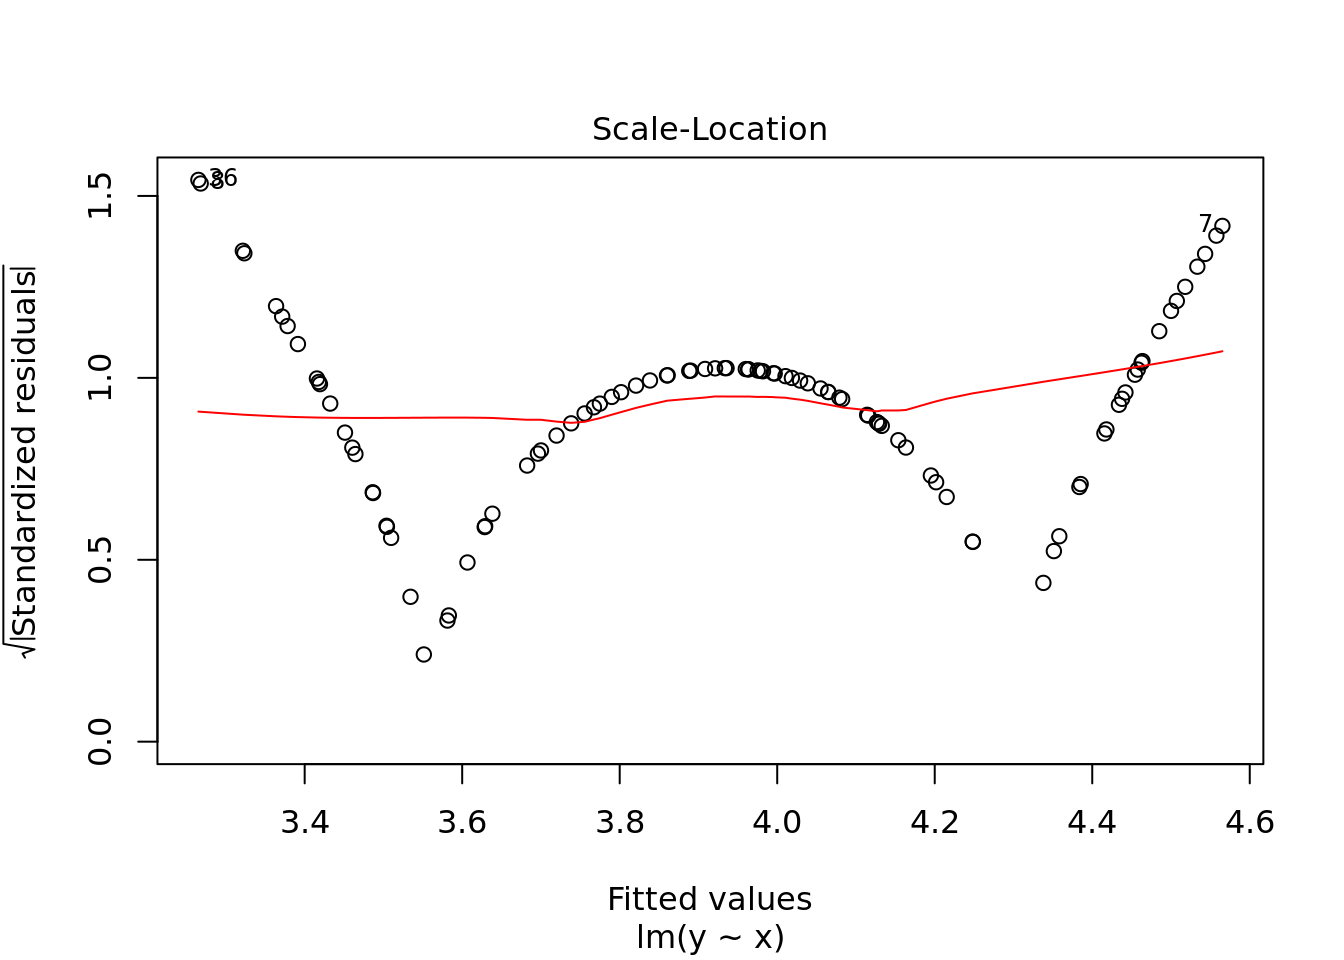 Scale-Location
√|Standardized residuals|
1.5
1.0
0.5
0.0
36
7
3.4 3.6 3.8 4.0 4.2 4.4 4.6
Fitted values
lm(y ~ x)